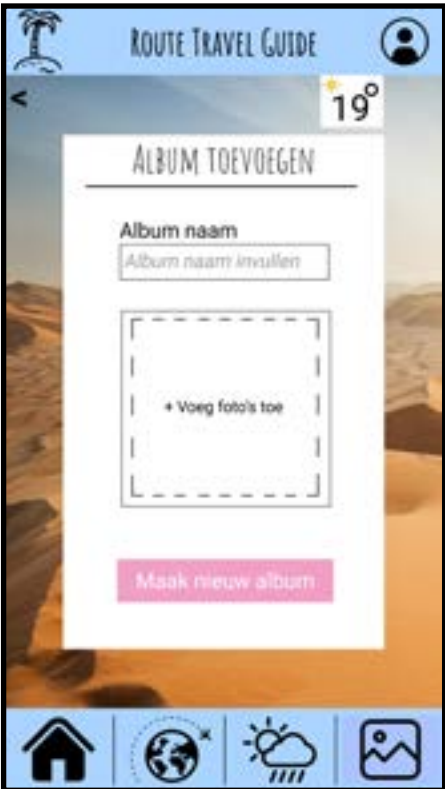 ROUTE TRAVEL GUIDE
<
19°
ALBUM TOEVOEGEN
Album naam
Album naam invullen
+ Voeg foto's toe
Maak nieuw album